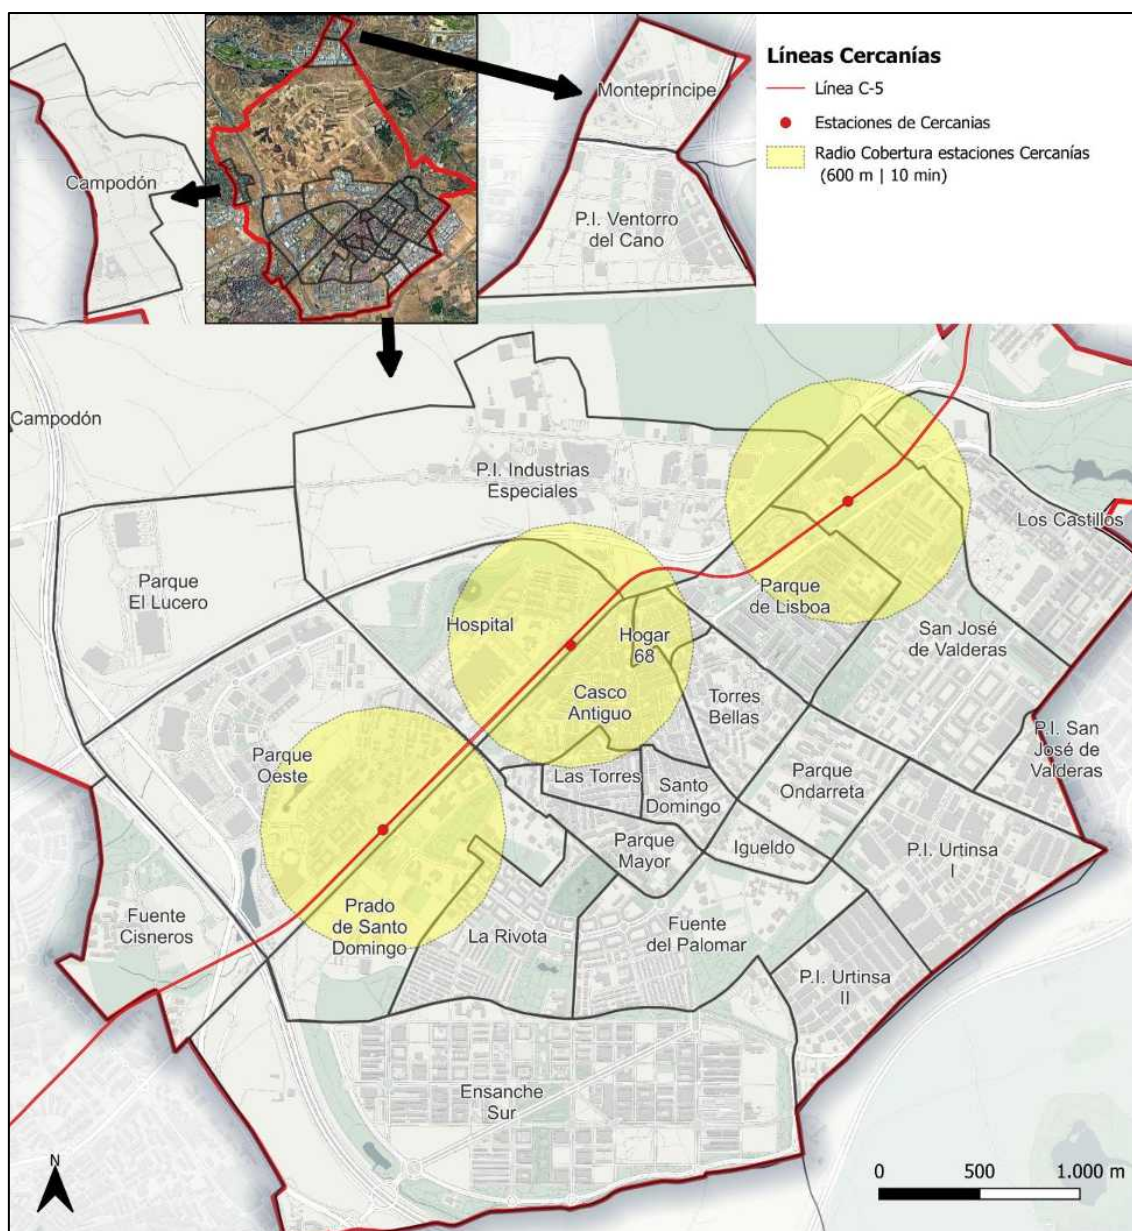 Líneas Cercanías
Línea C-5
Estaciones de Cercanias
Radio Cobertura estaciones Cercanías
(600 m | 10 min)
Montepríncipe
Campodón
P.I. Ventorro
del Cano
Campodón
P.I. Industrias
Especiales
Los Castillos
Parque
El Lucero
Parque
de Lisboa
Hospital
Hogar
68
San José
de Valderas
Casco
Antiguo
Torres
Bellas
P.I. San
José de
Valderas
Parque
Oeste
Las Torres
Santo
Domingo
Parque
Ondarreta
Parque
Mayor
Igueldo
P.I. Urtinsa
I
Fuente
Cisneros
Prado
de Santo
Domingo
La Rivota
Fuente
del Palomar
P.I. Urtinsa
II
Ensanche
Sur
N
0 500 1.000 m